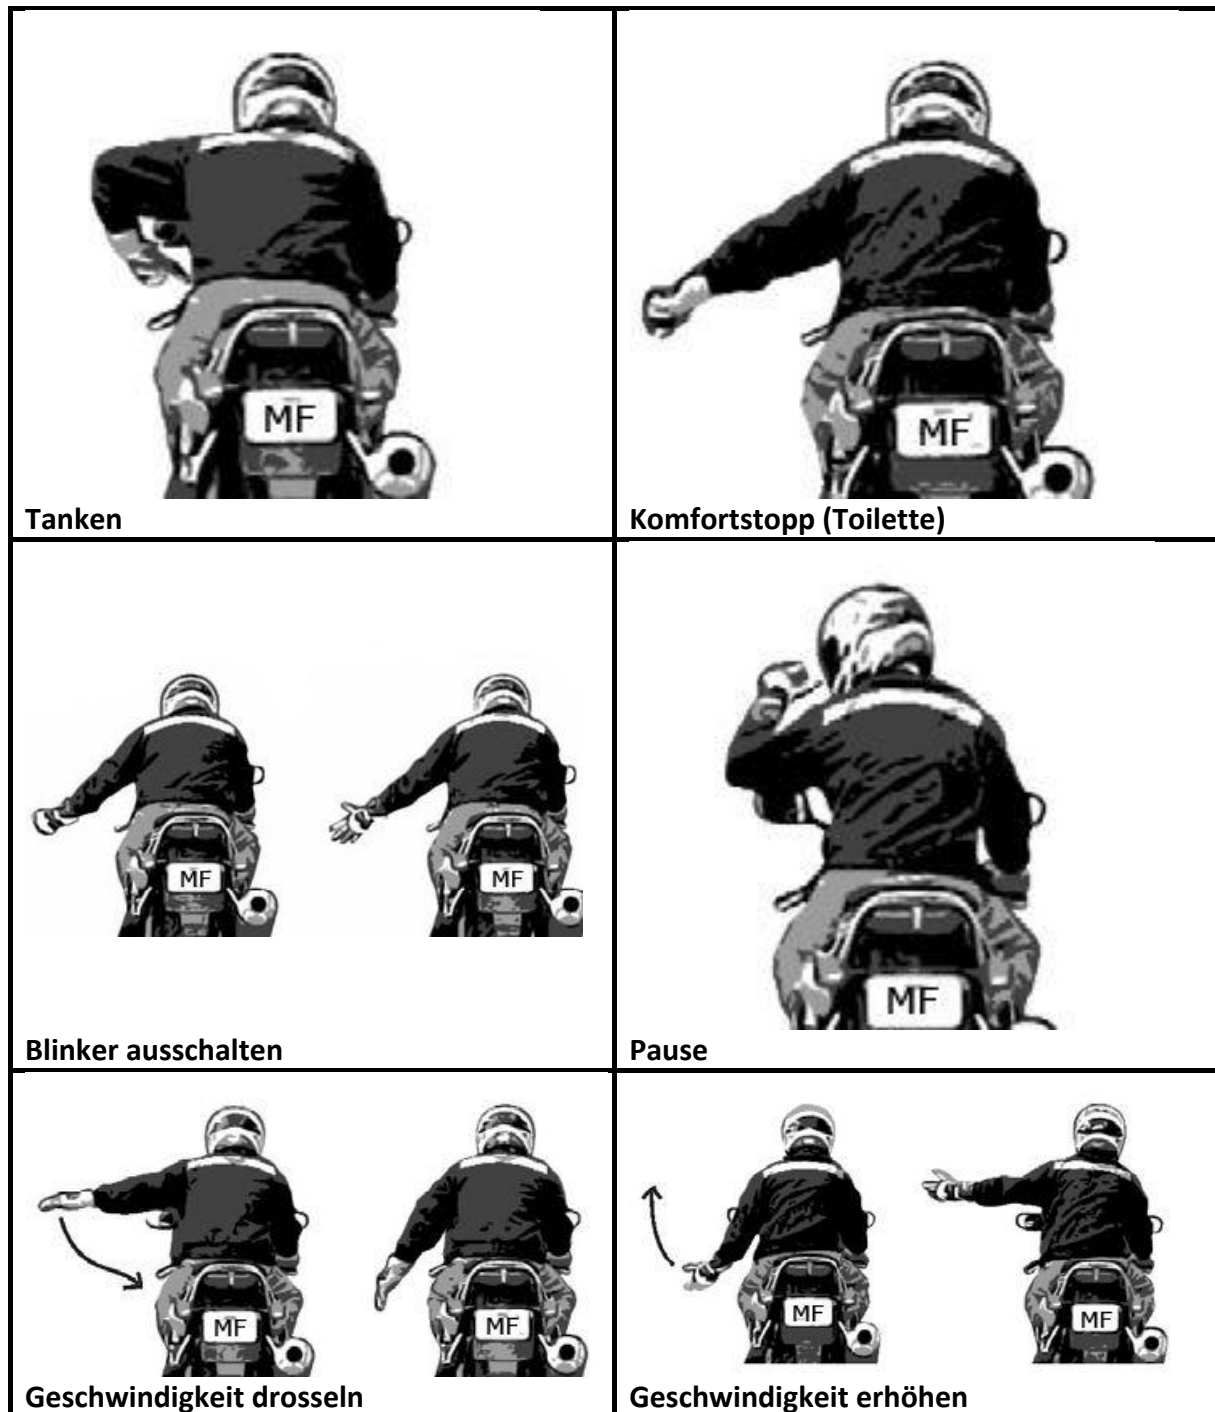 MF
Tanken
MF
Komfortstopp (Toilette)
MF MF
Blinker ausschalten
MF
Pause
MF MF
Geschwindigkeit drosseln
MF MF
Geschwindigkeit erhöhen